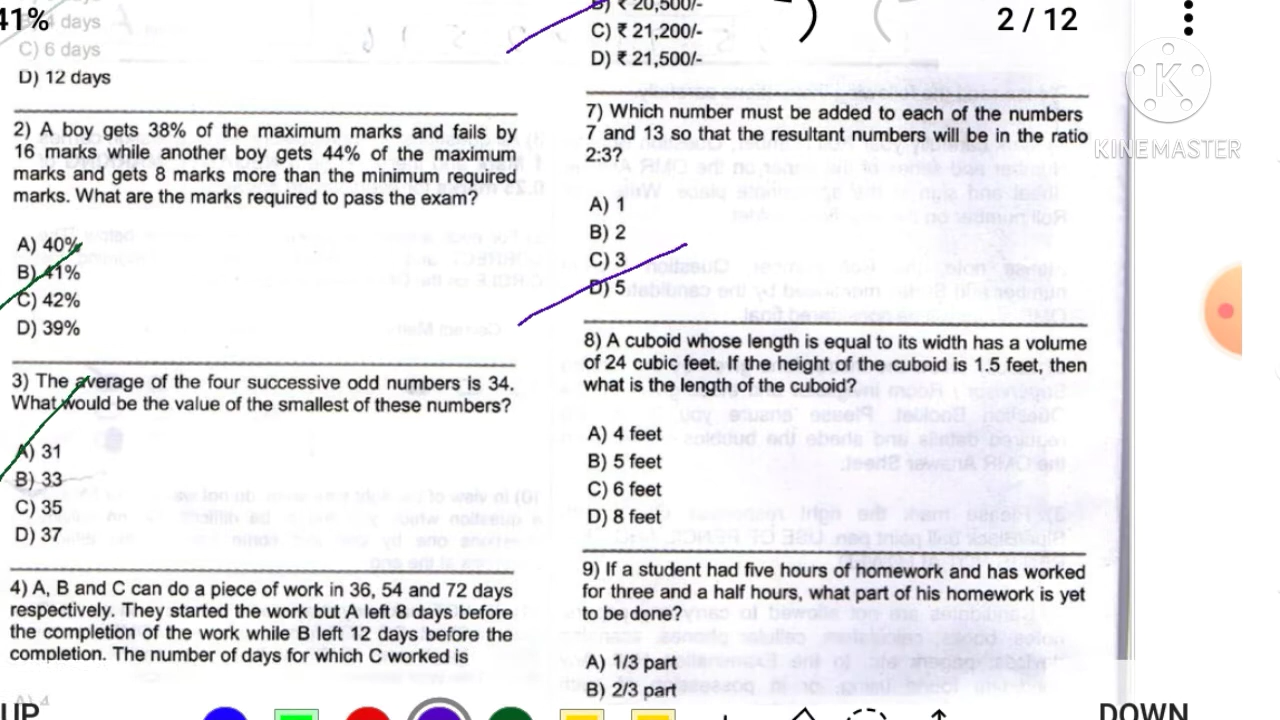 41%
B) 4 days
C) 6 days
D) 12 days
2) A boy gets 38% of the maximum marks and fails by
16 marks, while another boy gets 44% of the maximum
marks and gets 8 marks more than the minimum required
marks. What are the marks required to pass the exam?
A) 40%
B) 41%
C) 42%
D) 39%
3) The average of the four successive odd numbers is 34.
What would be the value of the smallest of these numbers?
A) 31
B) 33
C) 35
D) 37
4) A, B and C can do a piece of work in 36, 54 and 72 days
respectively. They started the work but A left 8 days before
the completion of the work while B left 12 days before the
completion. The number of days for which C worked is
A) 4
UP
B) ₹ 20,500/-
C) ₹ 21,200/-
D) ₹ 21,500/-
2 / 12
7) Which number must be added to each of the numbers
7 and 13 so that the resultant numbers will be in the ratio
2:3?
A) 1
B) 2
C) 3
D) 5
8) A cuboid whose length is equal to its width has a volume
of 24 cubic feet. If the height of the cuboid is 1.5 feet, then
what is the length of the cuboid?
A) 4 feet
B) 5 feet
C) 6 feet
D) 8 feet
9) If a student had five hours of homework and has worked
for three and a half hours, what part of his homework is yet
to be done?
A) 1/3 part
B) 2/3 part
DOWN
K
KINEMASTER